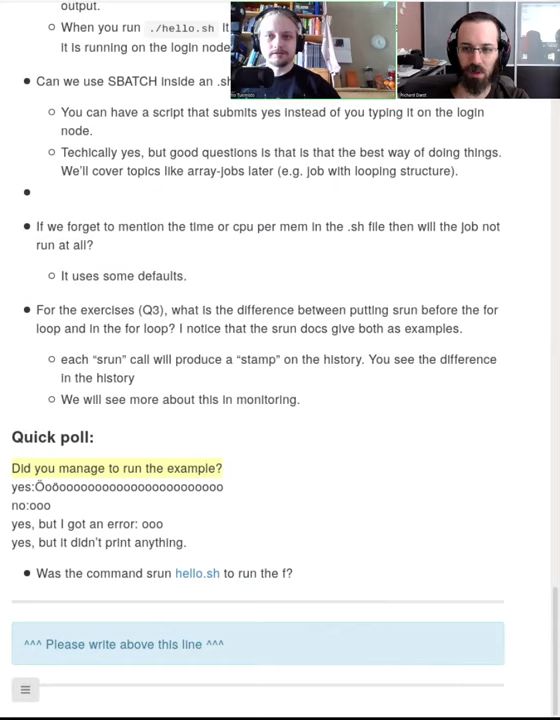 output.
When you run ./hello.sh it
it is running on the login node
Can we use SBATCH inside an .sh
You can have a script that submits yes instead of you typing it on the login
node.
Techically yes, but good questions is that is that the best way of doing things.
We'll cover topics like array-jobs later (e.g. job with looping structure).
If we forget to mention the time or cpu per mem in the .sh file then will the job not
run at all?
It uses some defaults.
For the exercises (Q3), what is the difference between putting srun before the for
loop and in the for loop? I notice that the srun docs give both as examples.
each “srun” call will produce a “stamp” on the history. You see the difference
in the history
We will see more about this in monitoring.
Quick poll:
Did you manage to run the example?
yes:Öoõooooooooooooooooooooooo
no:ooo
yes, but I got an error: ooo
yes, but it didn't print anything.
Was the command srun hello.sh to run the f?
^^^ Please write above this line ^^^